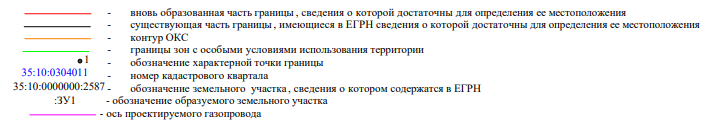 - вновь образованная часть границы, сведения о которой достаточны для определения ее местоположения
- существующая часть границы, имеющиеся в ЕГРН сведения о которой достаточны для определения ее местоположения
- контур ОКС
- границы зон с особыми условиями использования территории
1 - обозначение характерной точки границы
35:10:0304011 - номер кадастрового квартала
35:10:0000000:2587 - обозначение земельного участка, сведения о котором содержатся в ЕГРН
:ЗУ1 - обозначение образуемого земельного участка
- ось проектируемого газопровода